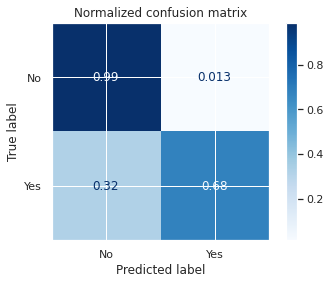 Normalized confusion matrix
True label
No
0.99
0.013
Yes
0.32
0.68
No
Yes
Predicted label
0.8
0.6
0.4
0.2